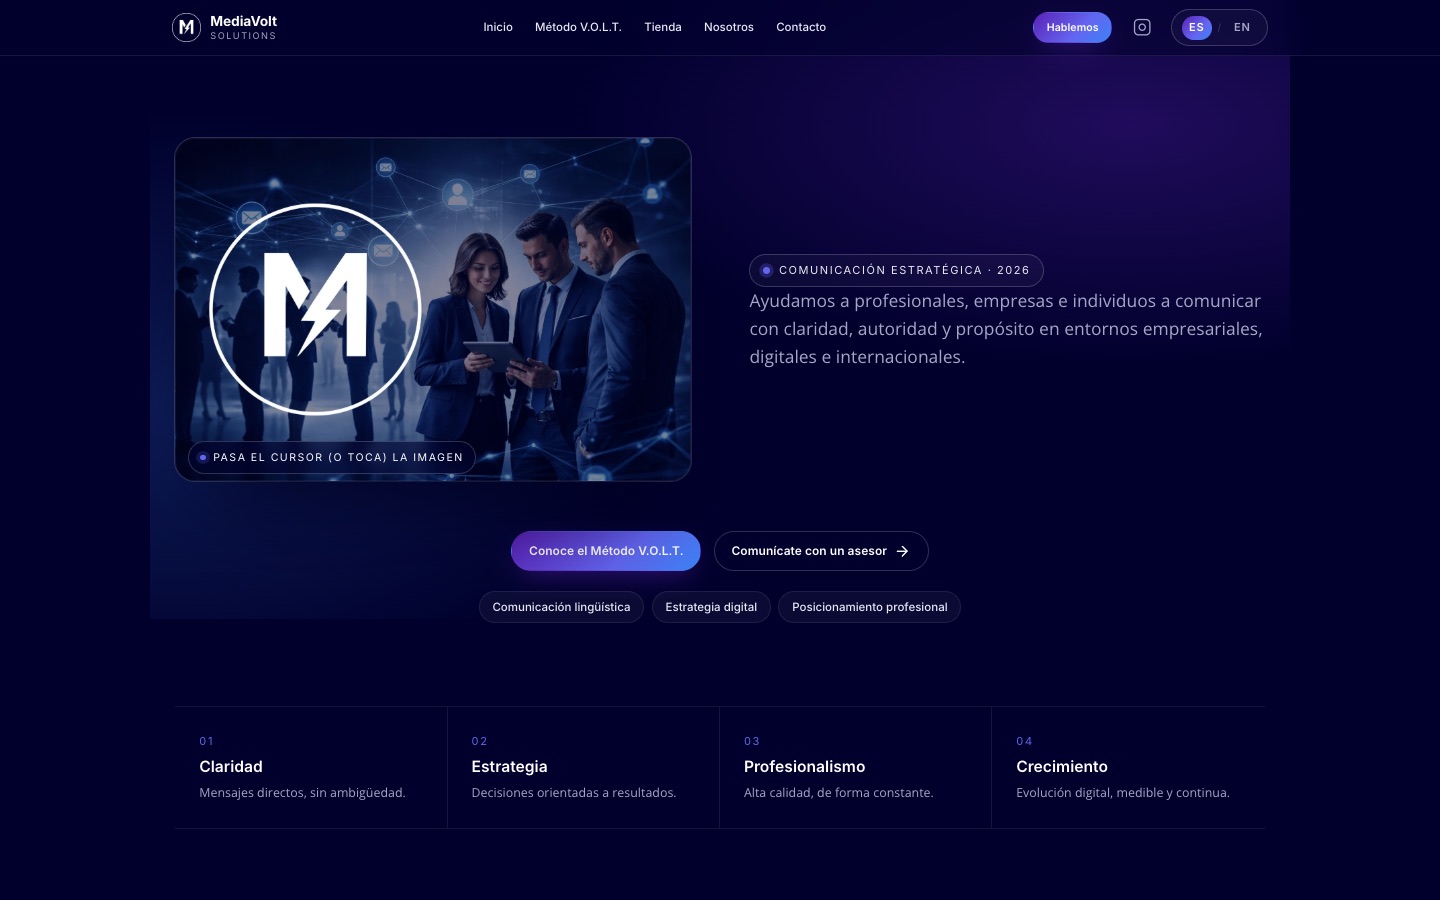 MediaVolt
SOLUTIONS
Inicio
Método V.O.L.T.
Tienda
Nosotros
Contacto
Hablemos
ES / EN
COMUNICACIÓN ESTRATÉGICA · 2026
Ayudamos a profesionales, empresas e individuos a comunicar
con claridad, autoridad y propósito en entornos empresariales,
digitales e internacionales.
M
PASA EL CURSOR (O TOCA) LA IMAGEN
Conoce el Método V.O.L.T.
Comunícate con un asesor
Comunicación lingüística
Estrategia digital
Posicionamiento profesional
01
Claridad
Mensajes directos, sin ambigüedad.
02
Estrategia
Decisiones orientadas a resultados.
03
Profesionalismo
Alta calidad, de forma constante.
04
Crecimiento
Evolución digital, medible y continua.